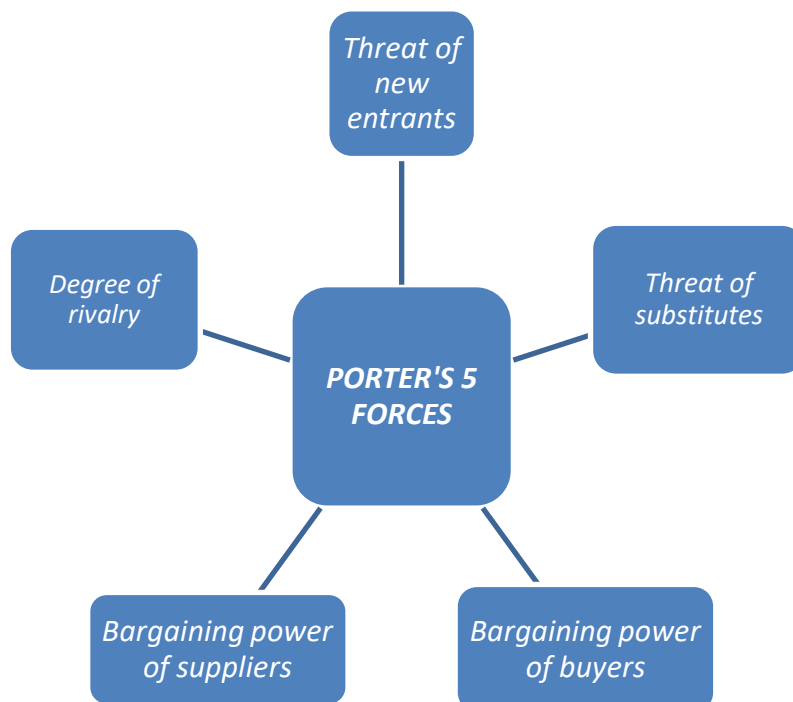 Threat of
new
entrants
Degree of
rivalry
Threat of
substitutes
PORTER'S 5
FORCES
Bargaining power
of suppliers
Bargaining power
of buyers